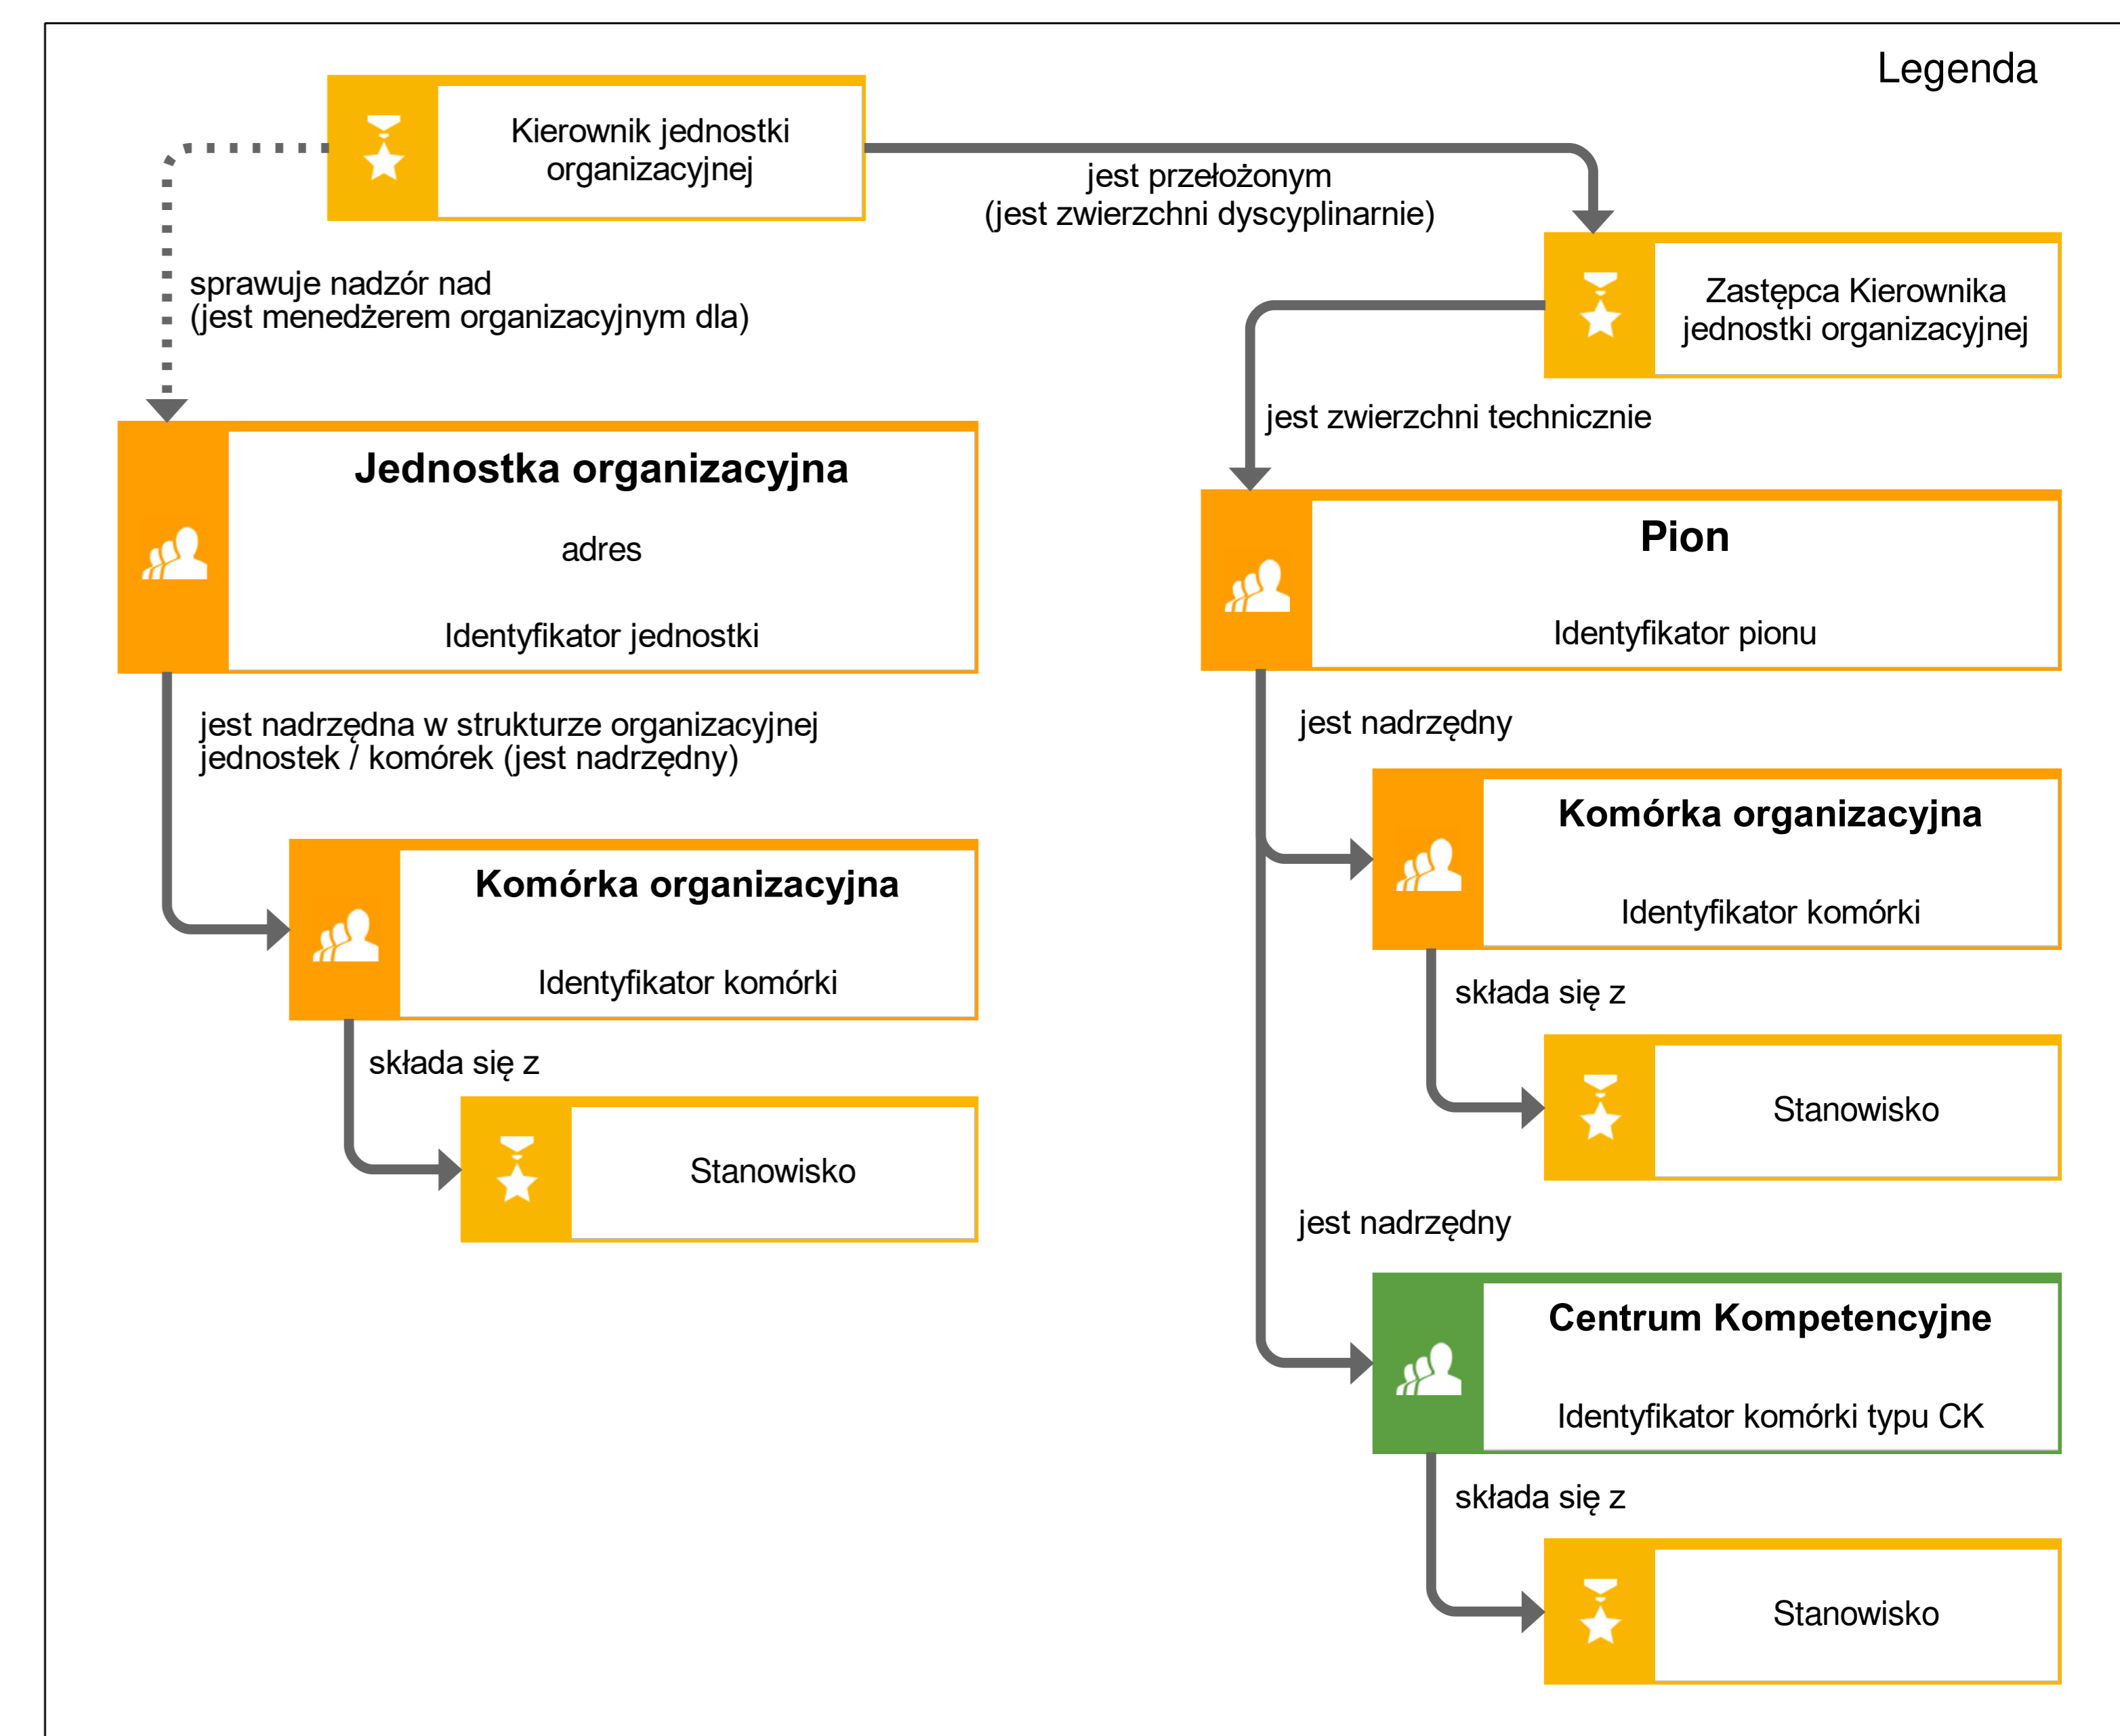 Legenda
Kierownik jednostki
organizacyjnej
jest przełożonym
(jest zwierzchni dyscyplinarnie)
sprawuje nadzór nad
(jest menedżerem organizacyjnym dla)
Zastępca Kierownika
jednostki organizacyjnej
jest zwierzchni technicznie
Jednostka organizacyjna
adres
Identyfikator jednostki
jest nadrzędna w strukturze organizacyjnej
jednostek / komórek (jest nadrzędny)
Komórka organizacyjna
Identyfikator komórki
składa się z
Stanowisko
Pion
Identyfikator pionu
jest nadrzędny
Komórka organizacyjna
Identyfikator komórki
składa się z
Stanowisko
jest nadrzędny
Centrum Kompetencyjne
Identyfikator komórki typu CK
składa się z
Stanowisko